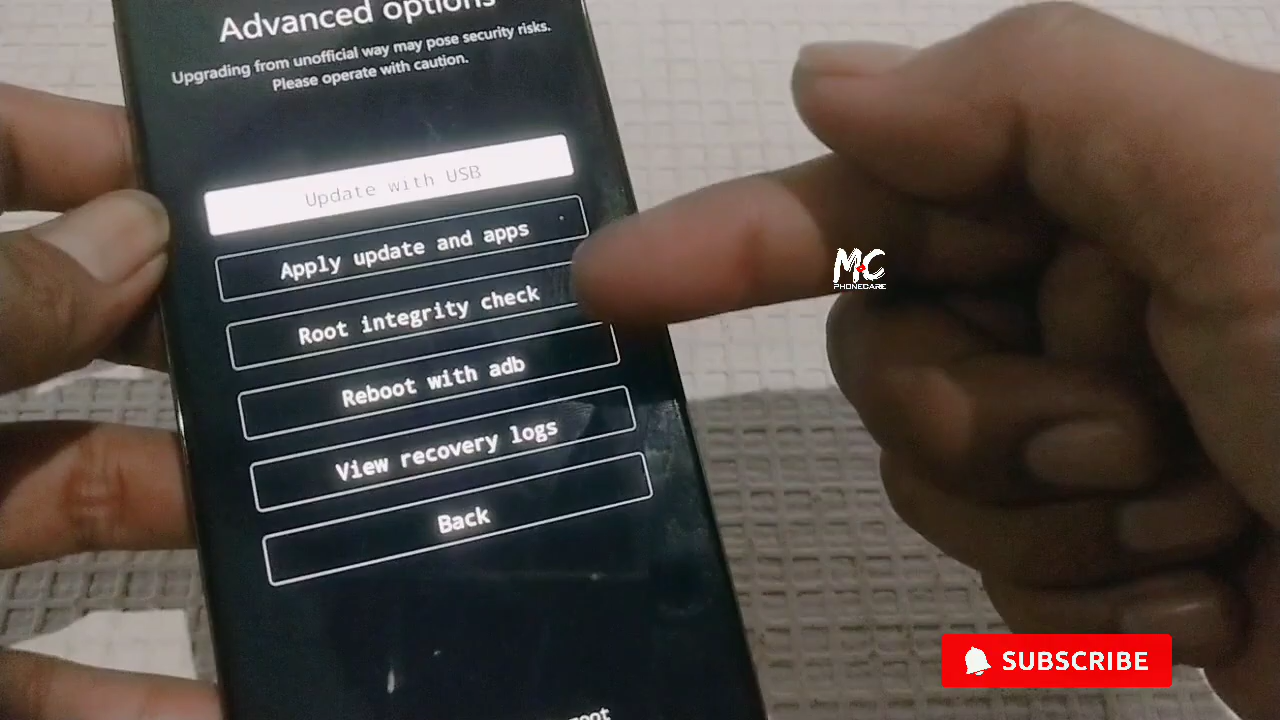 Advanced options
Upgrading from unofficial way may pose security risks.
Please operate with caution.
Update with USB
Apply update and apps
Root integrity check
Reboot with adb
View recovery logs
Back
MC
PHONECARE
SUBSCRIBE